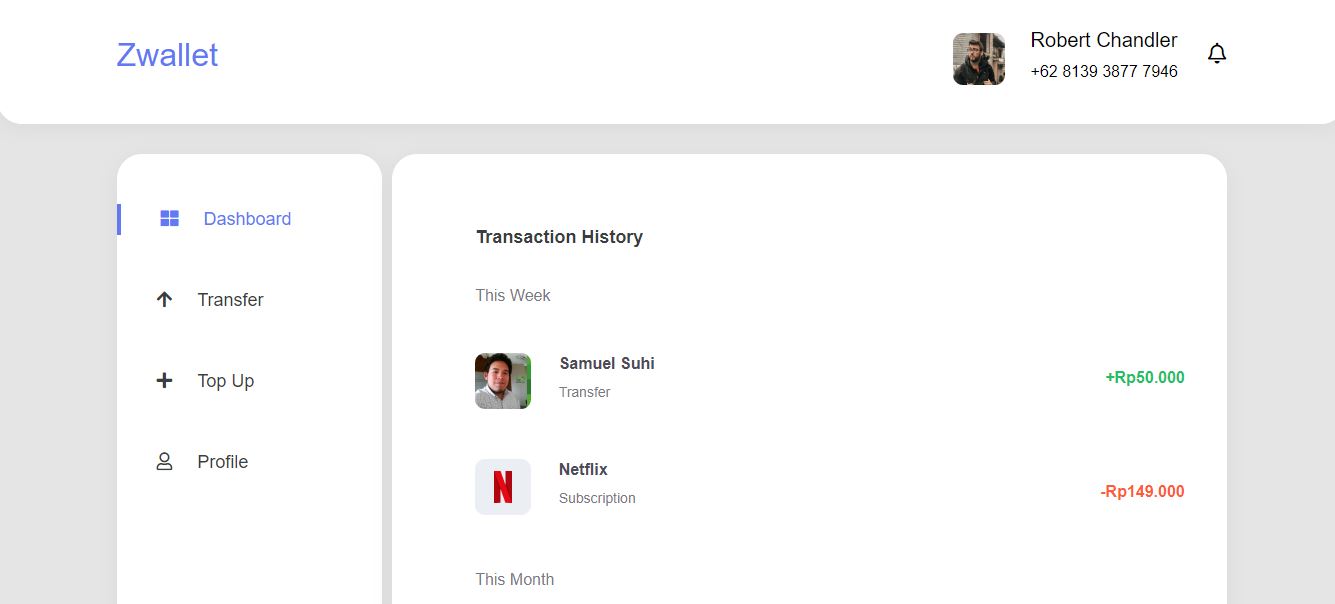 Zwallet
Robert Chandler
+62 8139 3877 7946
Dashboard
Transfer
Top Up
Profile
Transaction History
This Week
Samuel Suhi
Transfer
+Rp50.000
N
Netflix
Subscription
-Rp149.000
This Month